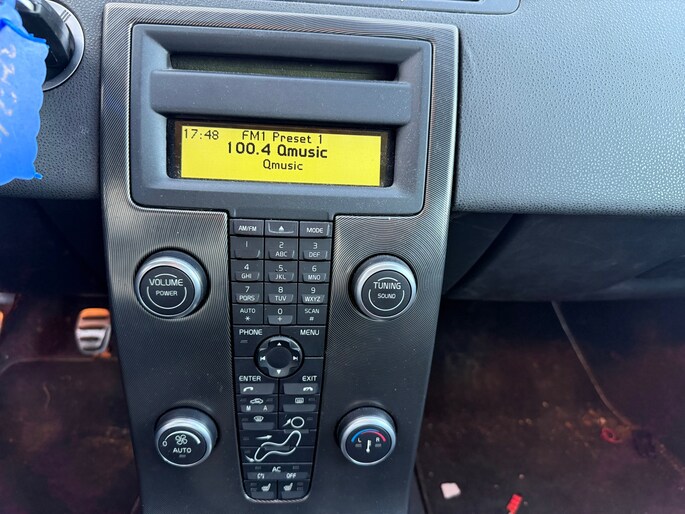 17:48 FM1 Preset 1
100.4 Qmusic
Qmusic
AM/FM MODE
1 2 ABC 3 DEF
4 GHI 5 JKL 6 MNO
7 PQRS 8 TUV 9 WXYZ
AUTO * 0 + SCAN #
VOLUME
POWER
TUNING
SOUND
PHONE MENU
ENTER EXIT
M A
0 AUTO
L R
AC
OFF